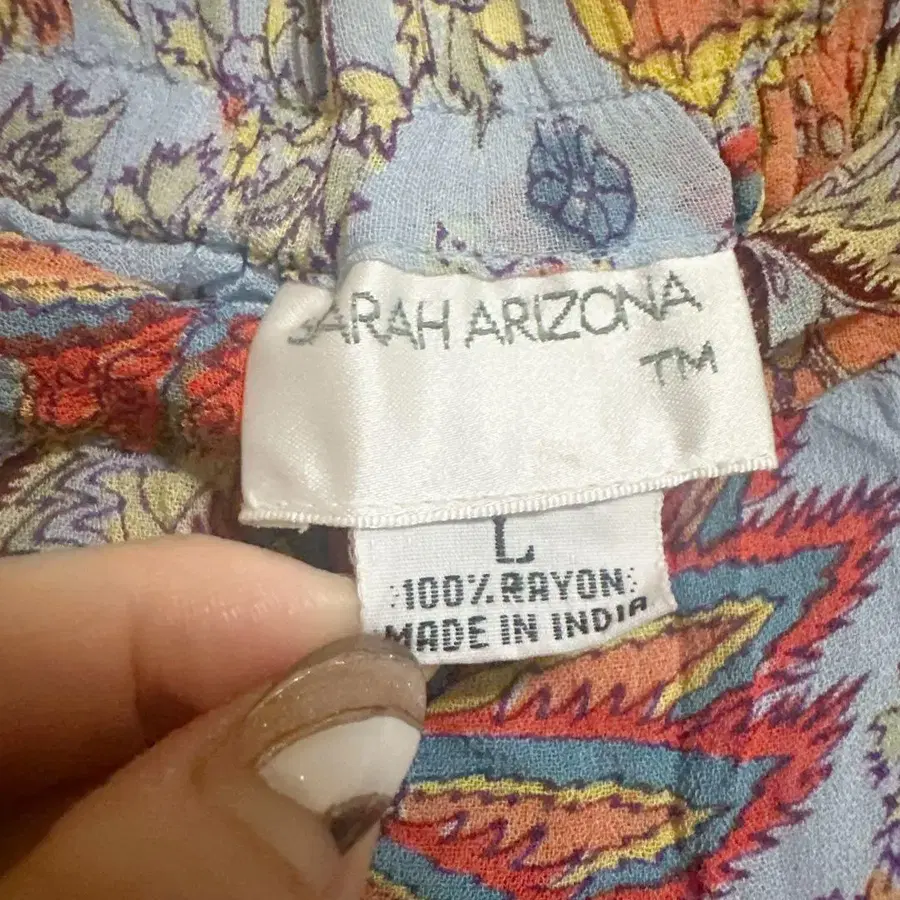 SARAH ARIZONA
TM
L
100% RAYON
MADE IN INDIA